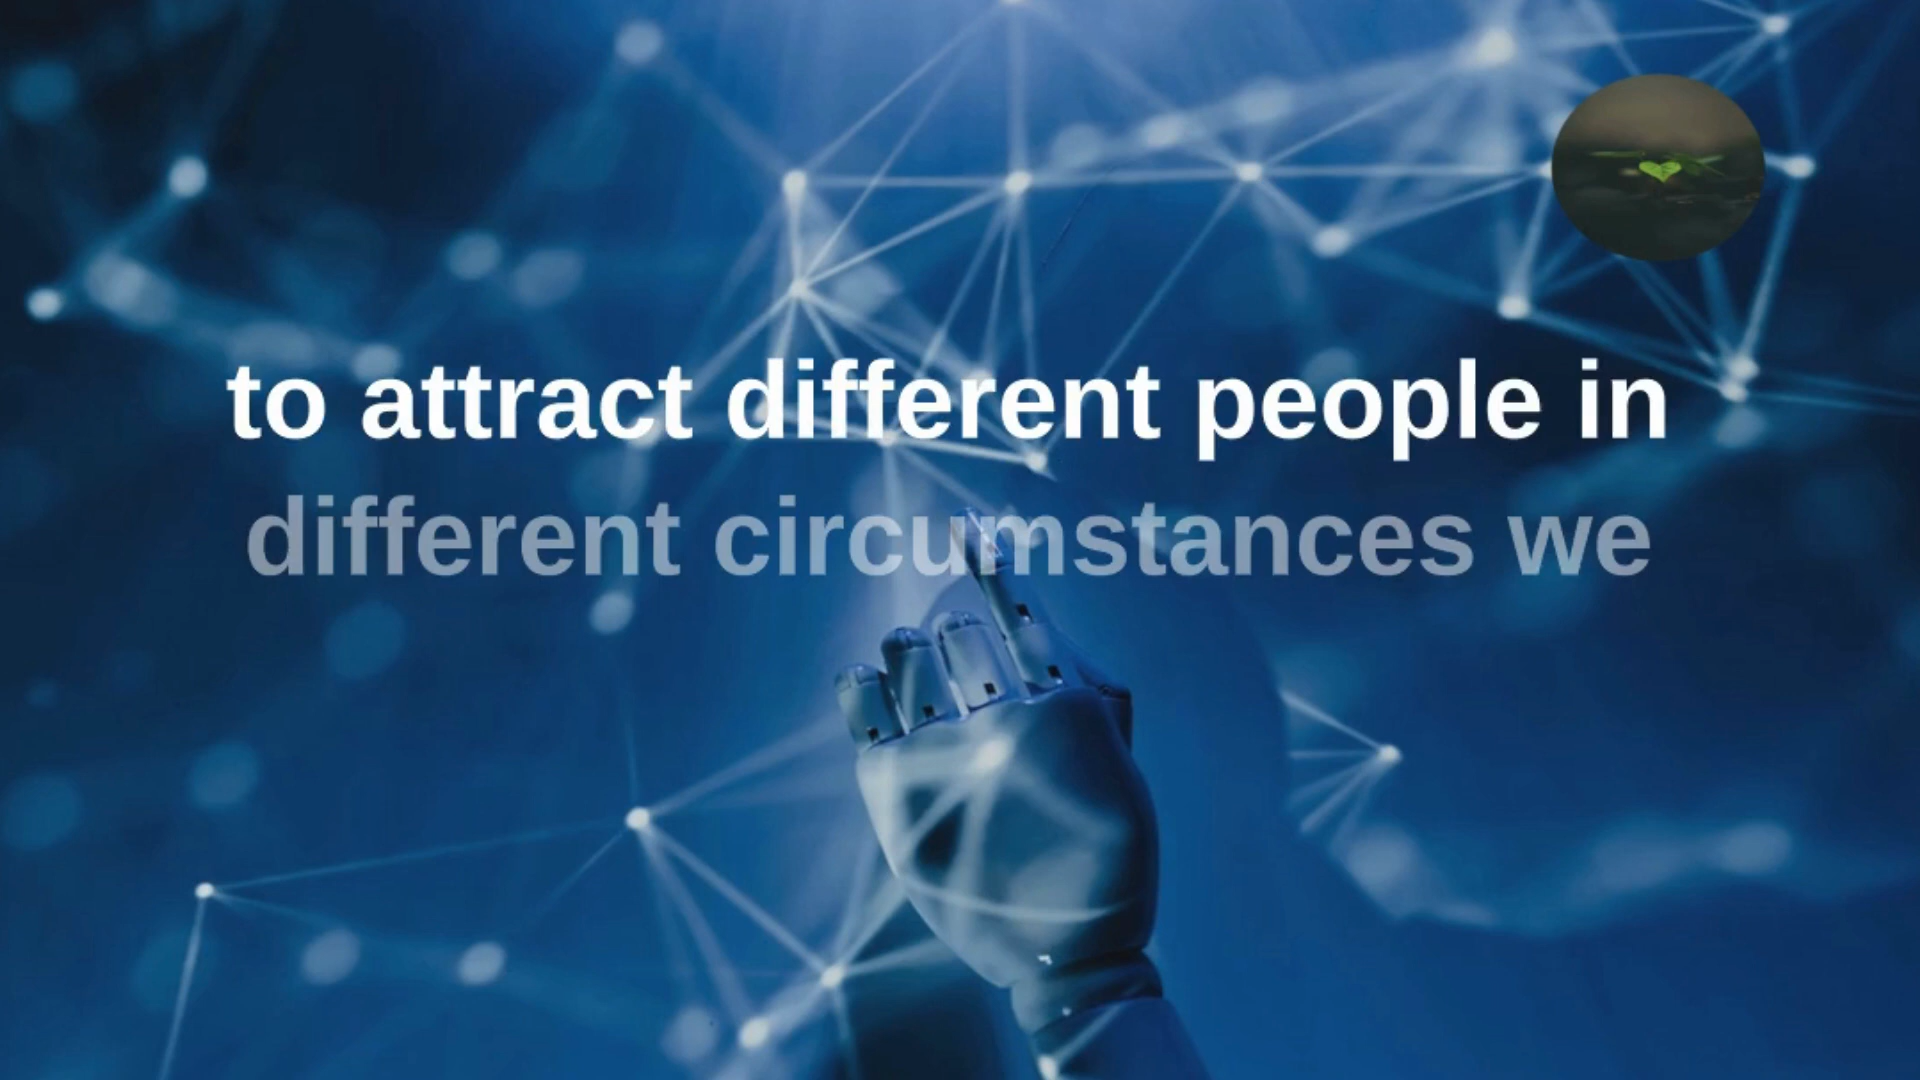 to attract different people in
different circumstances we